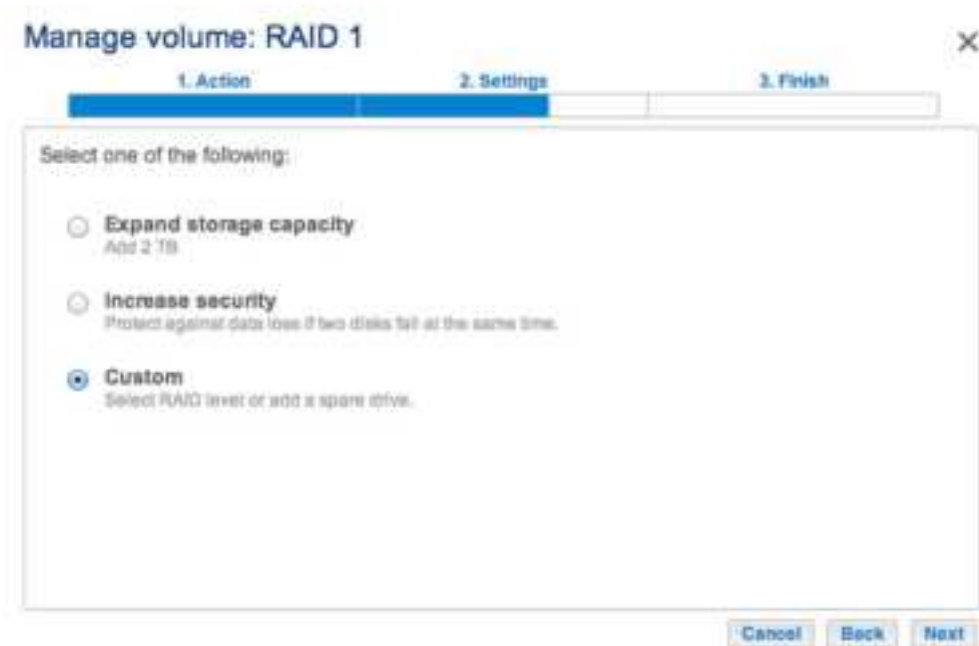 Manage volume: RAID 1
1. Action
2. Settings
3. Finish
Select one of the following:
Expand storage capacity
Add 2 TB
Increase security
Protect against data loss if two disks fail at the same time.
Custom
Select RAID level or add a spare drive.
Cancel
Back
Next